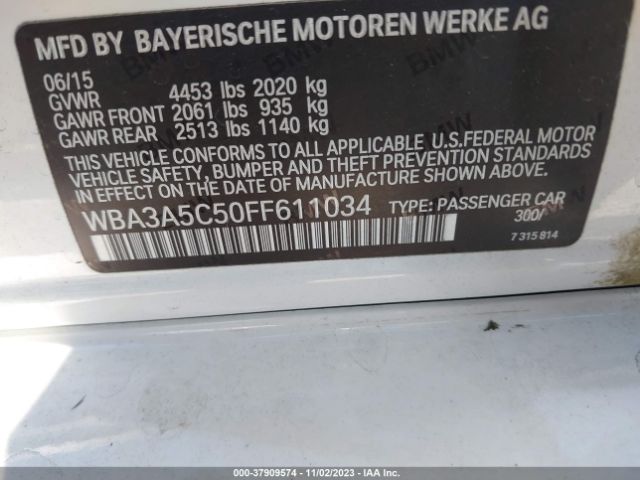 MFD BY BAYERISCHE MOTOREN WERKE AG
06/15
GVWR 4453 lbs 2020 kg
GAWR FRONT 2061 lbs 935 kg
GAWR REAR 2513 lbs 1140 kg
THIS VEHICLE CONFORMS TO ALL APPLICABLE U.S.FEDERAL MOTOR
VEHICLE SAFETY, BUMPER AND THEFT PREVENTION STANDARDS
IN EFFECT ON THE DATE OF MANUFACTURE SHOWN ABOVE.
WBA3A5C50FF611034 TYPE: PASSENGER CAR
300/
7 315 814
000-37909574 - 11/02/2023 - IAAI.COM